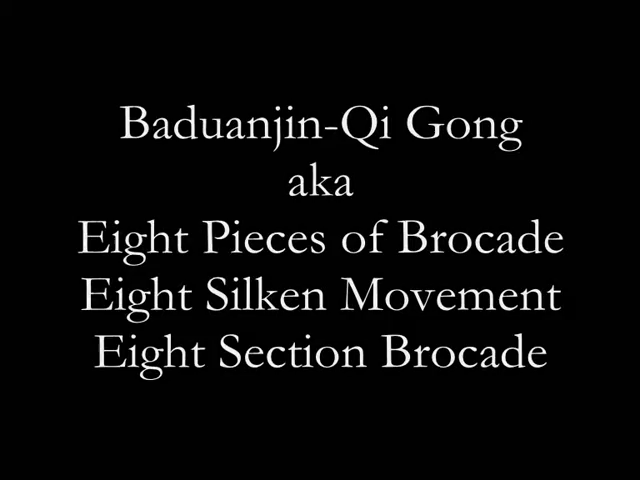 Baduanjin-Qi Gong
aka
Eight Pieces of Brocade
Eight Silken Movement
Eight Section Brocade